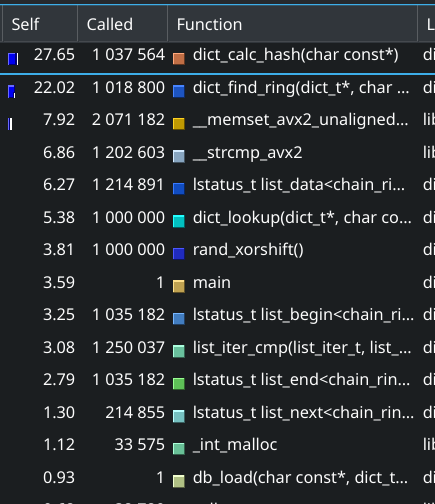 Self Called Function L
27.65 1 037 564 dict_calc_hash(char const*) di
22.02 1 018 800 dict_find_ring(dict_t*, char ... di
7.92 2 071 182 __memset_avx2_unaligned... lib
6.86 1 202 603 __strcmp_avx2 lib
6.27 1 214 891 lstatus_t list_data<chain_ri... di
5.38 1 000 000 dict_lookup(dict_t*, char co... di
3.81 1 000 000 rand_xorshift() di
3.59 1 main di
3.25 1 035 182 lstatus_t list_begin<chain_ri... di
3.08 1 250 037 list_iter_cmp(list_iter_t, list_... di
2.79 1 035 182 lstatus_t list_end<chain_rin... di
1.30 214 855 lstatus_t list_next<chain_rin... di
1.12 33 575 _int_malloc lib
0.93 1 db_load(char const*, dict_t... di